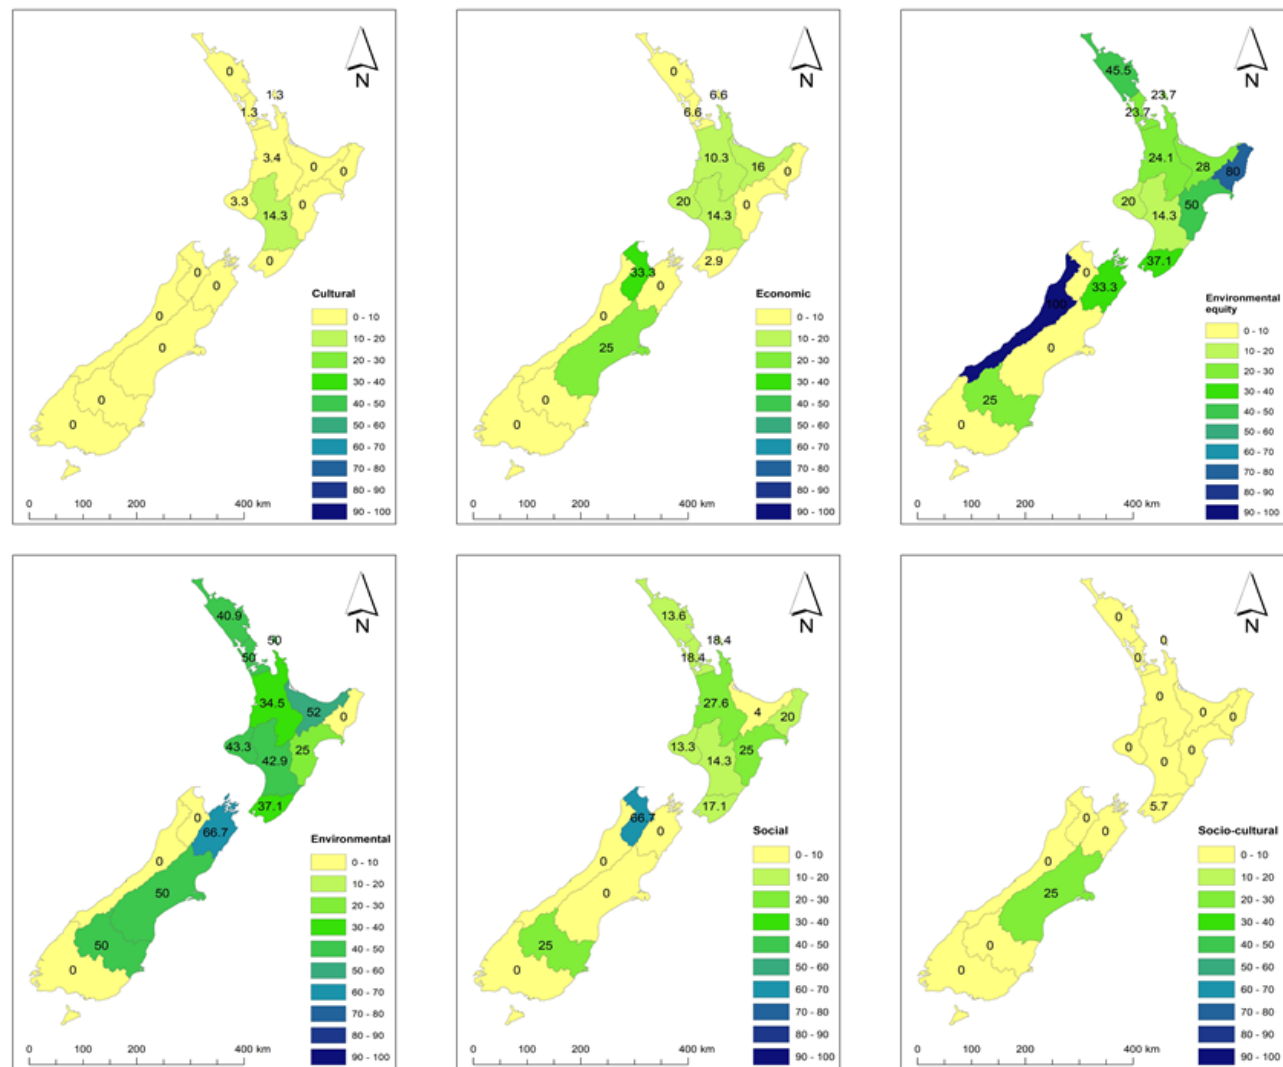 N
0
1.3
1.3
3.4
0
0
3.3
14.3
0
0
0
0
0
0
0
0
Cultural
0 - 10
10 - 20
20 - 30
30 - 40
40 - 50
50 - 60
60 - 70
70 - 80
80 - 90
90 - 100
0 100 200 400 km
N
0
6.6
6.6
10.3
16
0
20
14.3
0
2.9
33.3
0
0
25
0
0
Economic
0 - 10
10 - 20
20 - 30
30 - 40
40 - 50
50 - 60
60 - 70
70 - 80
80 - 90
90 - 100
0 100 200 400 km
N
45.5
23.7
23.7
24.1
28
80
20
14.3
50
37.1
0
33.3
100
0
25
0
Environmental
equity
0 - 10
10 - 20
20 - 30
30 - 40
40 - 50
50 - 60
60 - 70
70 - 80
80 - 90
90 - 100
0 100 200 400 km
N
40.9
50
50
34.5
52
0
43.3
42.9
25
37.1
0
66.7
0
50
50
0
Environmental
0 - 10
10 - 20
20 - 30
30 - 40
40 - 50
50 - 60
60 - 70
70 - 80
80 - 90
90 - 100
0 100 200 400 km
N
13.6
18.4
18.4
27.6
4
20
13.3
14.3
25
17.1
66.7
0
0
0
25
0
Social
0 - 10
10 - 20
20 - 30
30 - 40
40 - 50
50 - 60
60 - 70
70 - 80
80 - 90
90 - 100
0 100 200 400 km
N
0
0
0
0
0
0
0
0
0
5.7
0
0
0
25
0
0
Socio-cultural
0 - 10
10 - 20
20 - 30
30 - 40
40 - 50
50 - 60
60 - 70
70 - 80
80 - 90
90 - 100
0 100 200 400 km